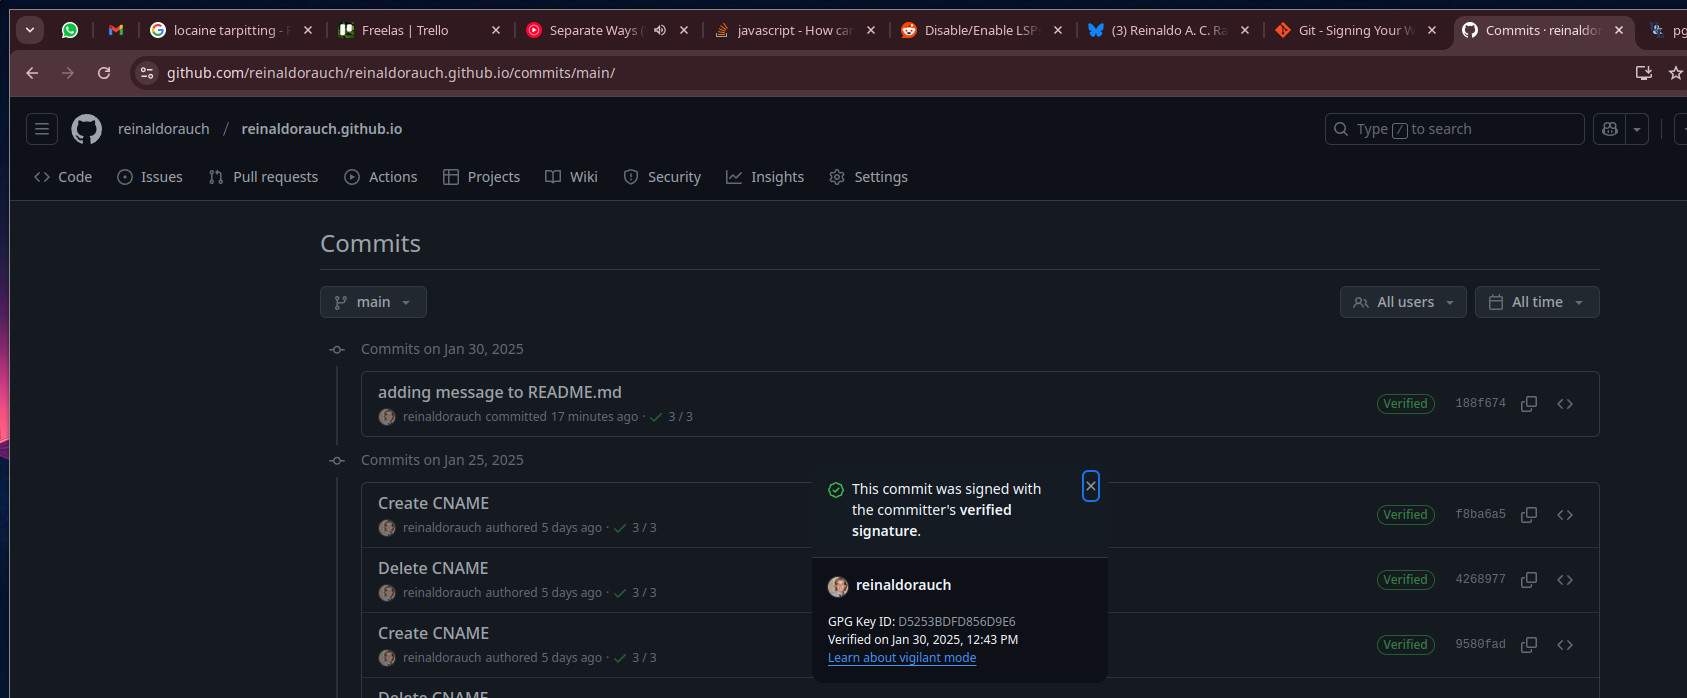 locaine tarpitting -
Freelas | Trello
Separate Ways (
javascript - How car
Disable/Enable LSP
(3) Reinaldo A. C. Ra
Git - Signing Your W
Commits · reinaldor
pg
github.com/reinaldorauch/reinaldorauch.github.io/commits/main/
reinaldorauch / reinaldorauch.github.io
Type / to search
Code Issues Pull requests Actions Projects Wiki Security Insights Settings
Commits
main
All users All time
Commits on Jan 30, 2025
adding message to README.md
reinaldorauch committed 17 minutes ago · 3 / 3
Verified 188f674
Commits on Jan 25, 2025
Create CNAME
reinaldorauch authored 5 days ago · 3 / 3
Verified f8ba6a5
Delete CNAME
reinaldorauch authored 5 days ago · 3 / 3
Verified 4268977
Create CNAME
reinaldorauch authored 5 days ago · 3 / 3
Verified 9580fad
Delete CNAME
This commit was signed with
the committer's verified
signature.
reinaldorauch
GPG Key ID: D5253BDFD856D9E6
Verified on Jan 30, 2025, 12:43 PM
Learn about vigilant mode